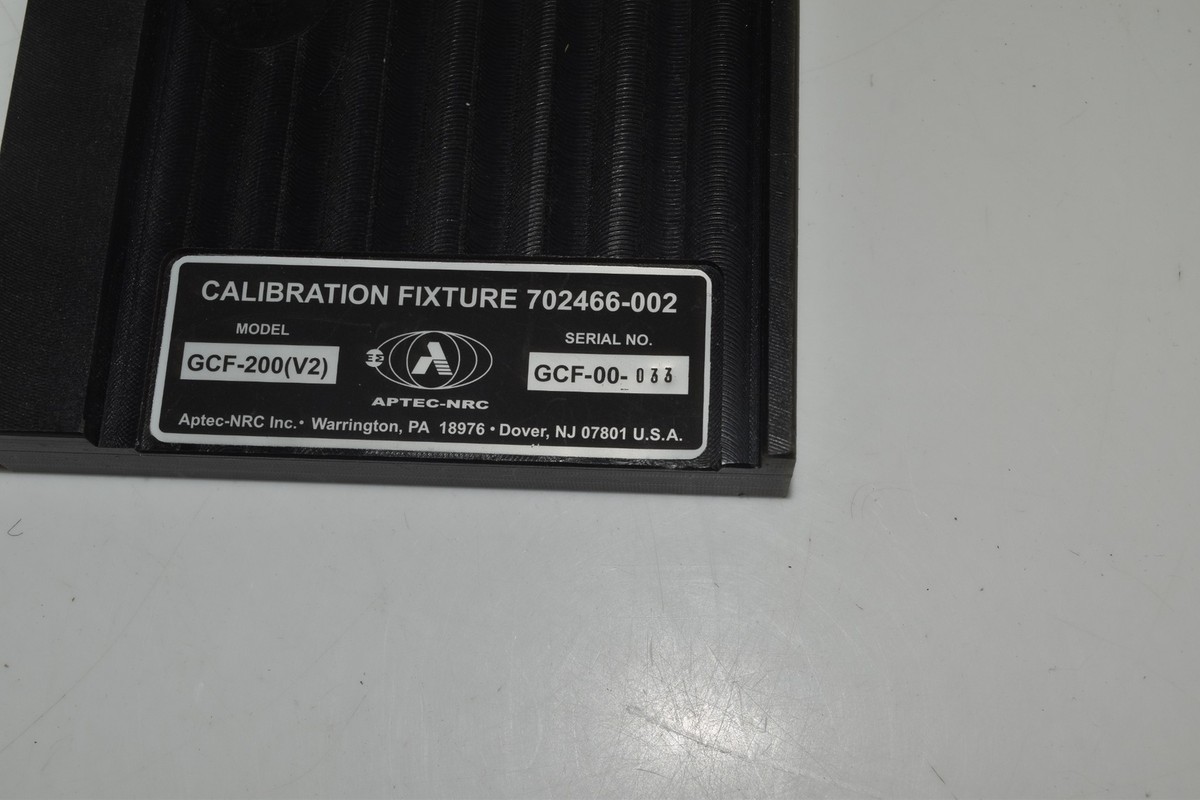 CALIBRATION FIXTURE 702466-002
MODEL
SERIAL NO.
GCF-200(V2)
GCF-00-033
APTEC-NRC
Aptec-NRC Inc. • Warrington, PA 18976 • Dover, NJ 07801 U.S.A.